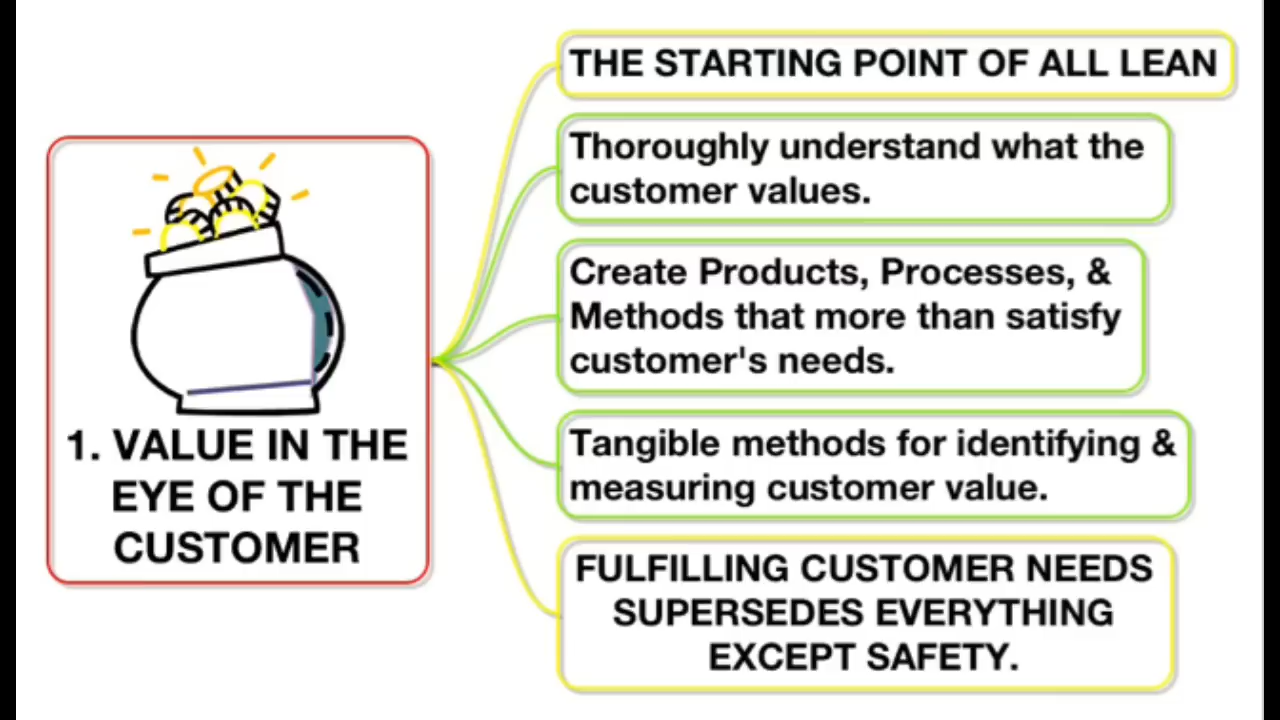 1. VALUE IN THE
EYE OF THE
CUSTOMER
THE STARTING POINT OF ALL LEAN
Thoroughly understand what the
customer values.
Create Products, Processes, &
Methods that more than satisfy
customer's needs.
Tangible methods for identifying &
measuring customer value.
FULFILLING CUSTOMER NEEDS
SUPERSEDES EVERYTHING
EXCEPT SAFETY.